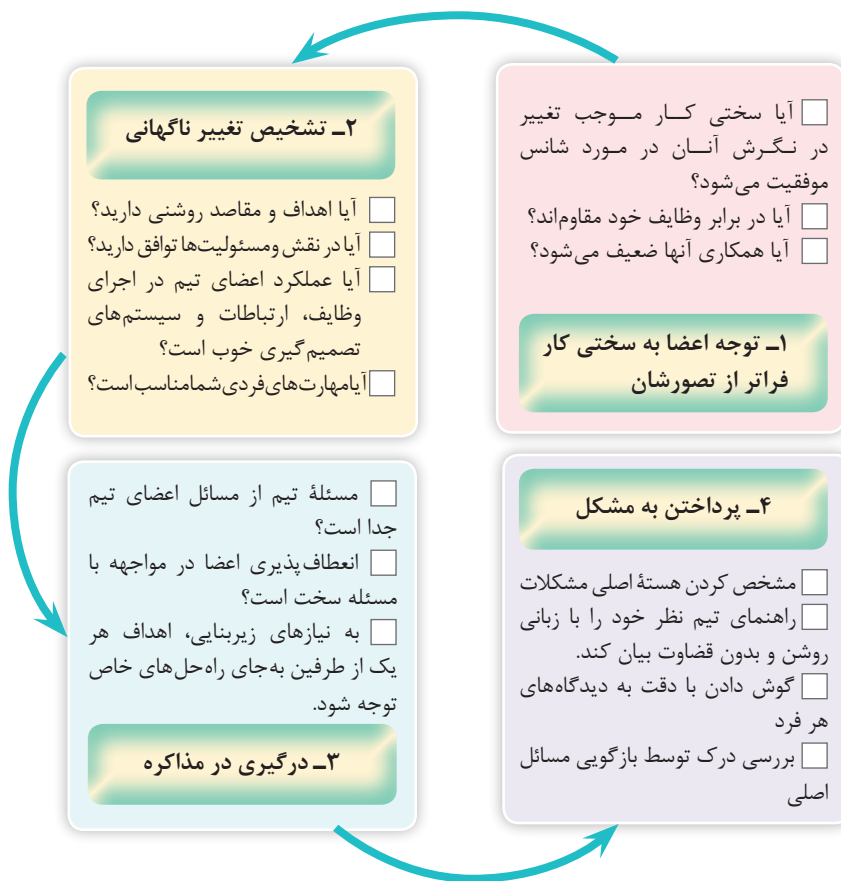 آیا سختی کار موجب تغییر
در نگرش آنان در مورد شانس
موفقیت می‌شود؟
آیا در برابر وظایف خود مقاوم‌اند؟
آیا همکاری آنها ضعیف می‌شود؟
۱ـ توجه اعضا به سختی کار
فراتر از تصورشان
۲ـ تشخیص تغییر ناگهانی
آیا اهداف و مقاصد روشنی دارید؟
آیا در نقش ومسئولیت‌ها توافق دارید؟
آیا عملکرد اعضای تیم در اجرای
وظایف، ارتباطات و سیستم‌های
تصمیم‌گیری خوب است؟
آیامهارت‌های‌فردی‌شمامناسب‌است؟
مسئلهٔ تیم از مسائل اعضای تیم
جدا است؟
انعطاف‌پذیری اعضا در مواجهه با
مسئله سخت است؟
به نیازهای زیربنایی، اهداف هر
یک از طرفین به‌جای راه‌حل‌های خاص
توجه شود.
۳ـ درگیری در مذاکره
۴ـ پرداختن به مشکل
مشخص کردن هستهٔ اصلی مشکلات
راهنمای تیم نظر خود را با زبانی
روشن و بدون قضاوت بیان کند.
گوش دادن با دقت به دیدگاه‌های
هر فرد
بررسی درک توسط بازگویی مسائل
اصلی